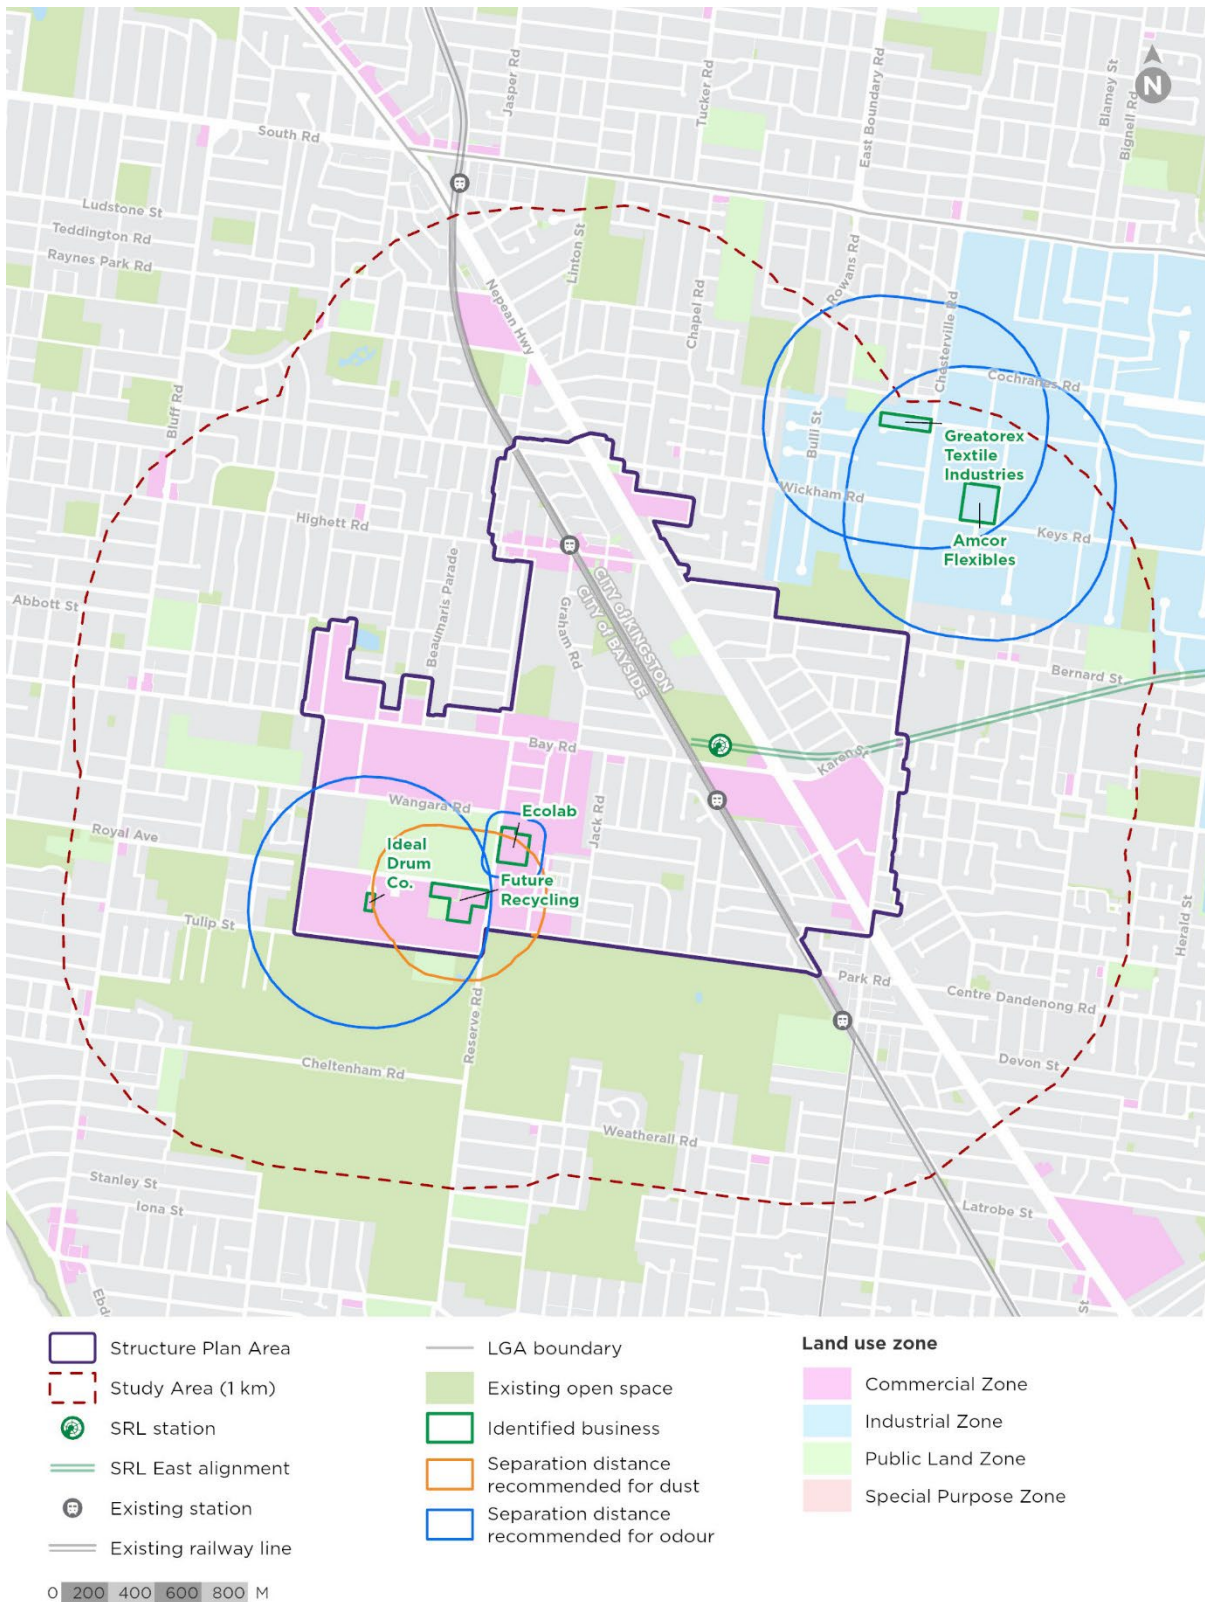 South Rd
Jasper Rd
Tucker Rd
East Boundary Rd
Blamey St
Bignell Rd
N
Ludstone St
Teddington Rd
Raynes Park Rd
Linton St
Nepean Hwy
Chapel Rd
Rowans Rd
Chesterville Rd
Cochranes Rd
Bluff Rd
Bulli St
Greatorex
Textile
Industries
Wickham Rd
Keys Rd
Amcor
Flexibles
Highett Rd
Abbott St
Beaumaris Parade
Graham Rd
CITY of KINGSTON
CITY of BAYSIDE
Bernard St
Bay Rd
Karen St
Wangara Rd
Ecolab
Jack Rd
Royal Ave
Ideal
Drum
Co.
Future
Recycling
Tulip St
Herald St
Park Rd
Centre Dandenong Rd
Reserve Rd
Cheltenham Rd
Devon St
Weatherall Rd
Stanley St
Iona St
Latrobe St
St
Structure Plan Area
Study Area (1 km)
SRL station
SRL East alignment
Existing station
Existing railway line
0 200 400 600 800 M
LGA boundary
Existing open space
Identified business
Separation distance
recommended for dust
Separation distance
recommended for odour
Land use zone
Commercial Zone
Industrial Zone
Public Land Zone
Special Purpose Zone